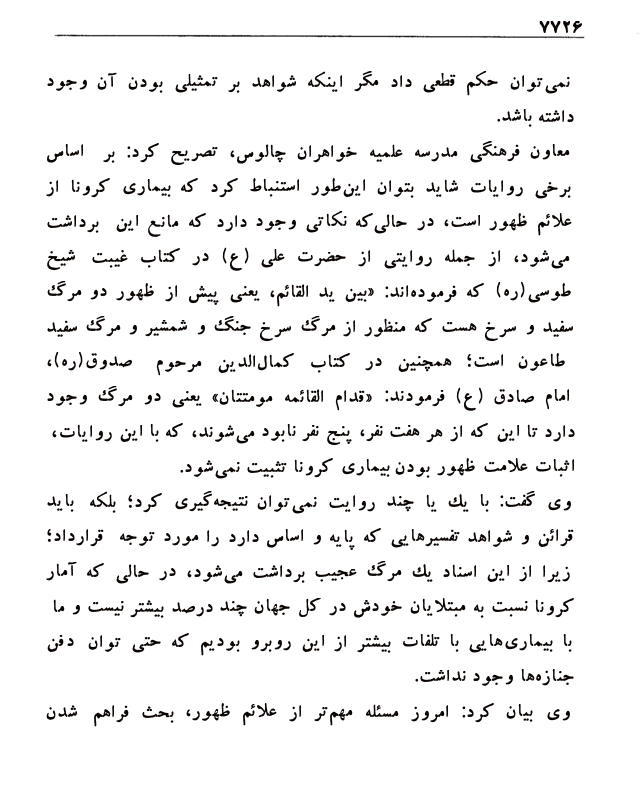 ۷۷۲۶
نمی‌توان حکم قطعی داد مگر اینکه شواهد بر تمثیلی بودن آن وجود
داشته باشد.
معاون فرهنگی مدرسه علمیه خواهران چالوس، تصریح کرد: بر اساس
برخی روایات شاید بتوان این‌طور استنباط کرد که بیماری کرونا از
علائم ظهور است، در حالی‌که نکاتی وجود دارد که مانع این برداشت
می‌شود، از جمله روایتی از حضرت علی (ع) در کتاب غیبت شیخ
طوسی(ره) که فرموده‌اند: «بین ید القائم، یعنی پیش از ظهور دو مرگ
سفید و سرخ هست که منظور از مرگ سرخ جنگ و شمشیر و مرگ سفید
طاعون است؛ همچنین در کتاب کمال‌الدین مرحوم صدوق(ره)،
امام صادق (ع) فرمودند: «قدام القائمه مومتتان» یعنی دو مرگ وجود
دارد تا این که از هر هفت نفر، پنج نفر نابود می‌شوند، که با این روایات،
اثبات علامت ظهور بودن بیماری کرونا تثبیت نمی‌شود.
وی گفت: با یك یا چند روایت نمی‌توان نتیجه‌گیری کرد؛ بلکه باید
قرائن و شواهد تفسیرهایی که پایه و اساس دارد را مورد توجه قرارداد؛
زیرا از این اسناد یك مرگ عجیب برداشت می‌شود، در حالی که آمار
کرونا نسبت به مبتلایان خودش در کل جهان چند درصد بیشتر نیست و ما
با بیماری‌هایی با تلفات بیشتر از این روبرو بودیم که حتی توان دفن
جنازه‌ها وجود نداشت.
وی بیان کرد: امروز مسئله مهم‌تر از علائم ظهور، بحث فراهم شدن